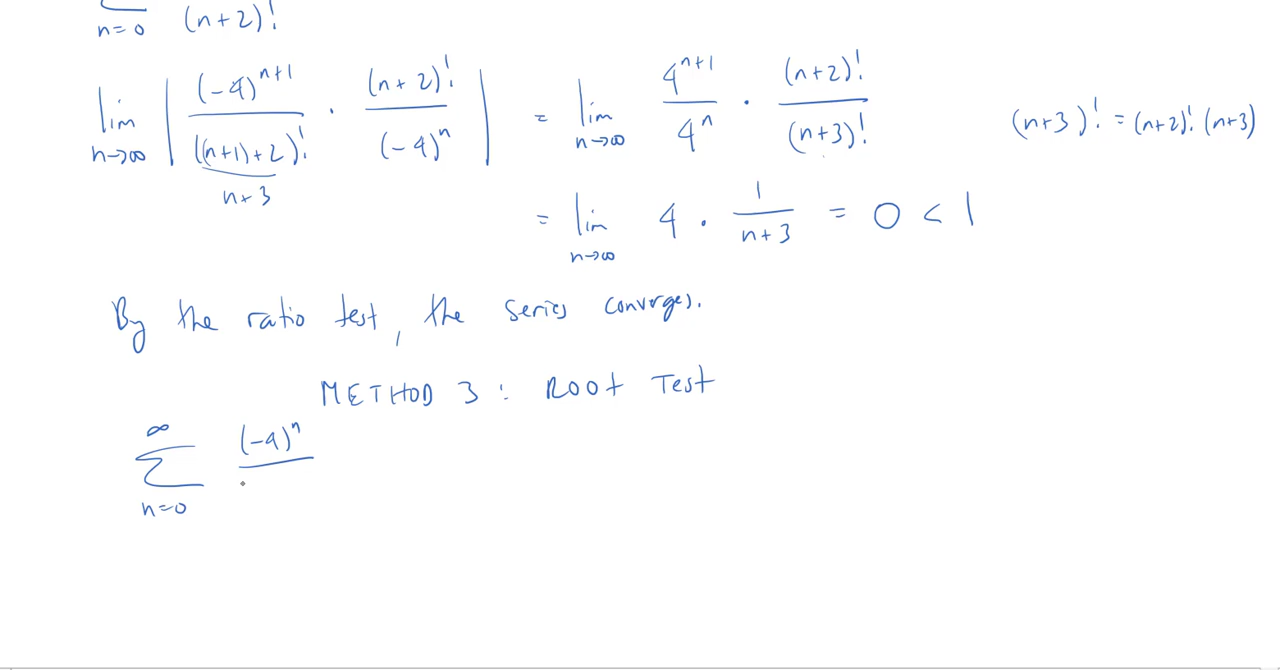 n=0 (n+2)!
lim n→∞ | (-4)^{n+1} / ((n+1)+2)! · (n+2)! / (-4)^n | = lim n→∞ 4^{n+1} / 4^n · (n+2)! / (n+3)! (n+3)! = (n+2)! (n+3)
n+3
= lim n→∞ 4 · 1 / n+3 = 0 < 1
By the ratio test, the series converges.
METHOD 3: Root Test
∞ ∑ n=0 (-4)^n